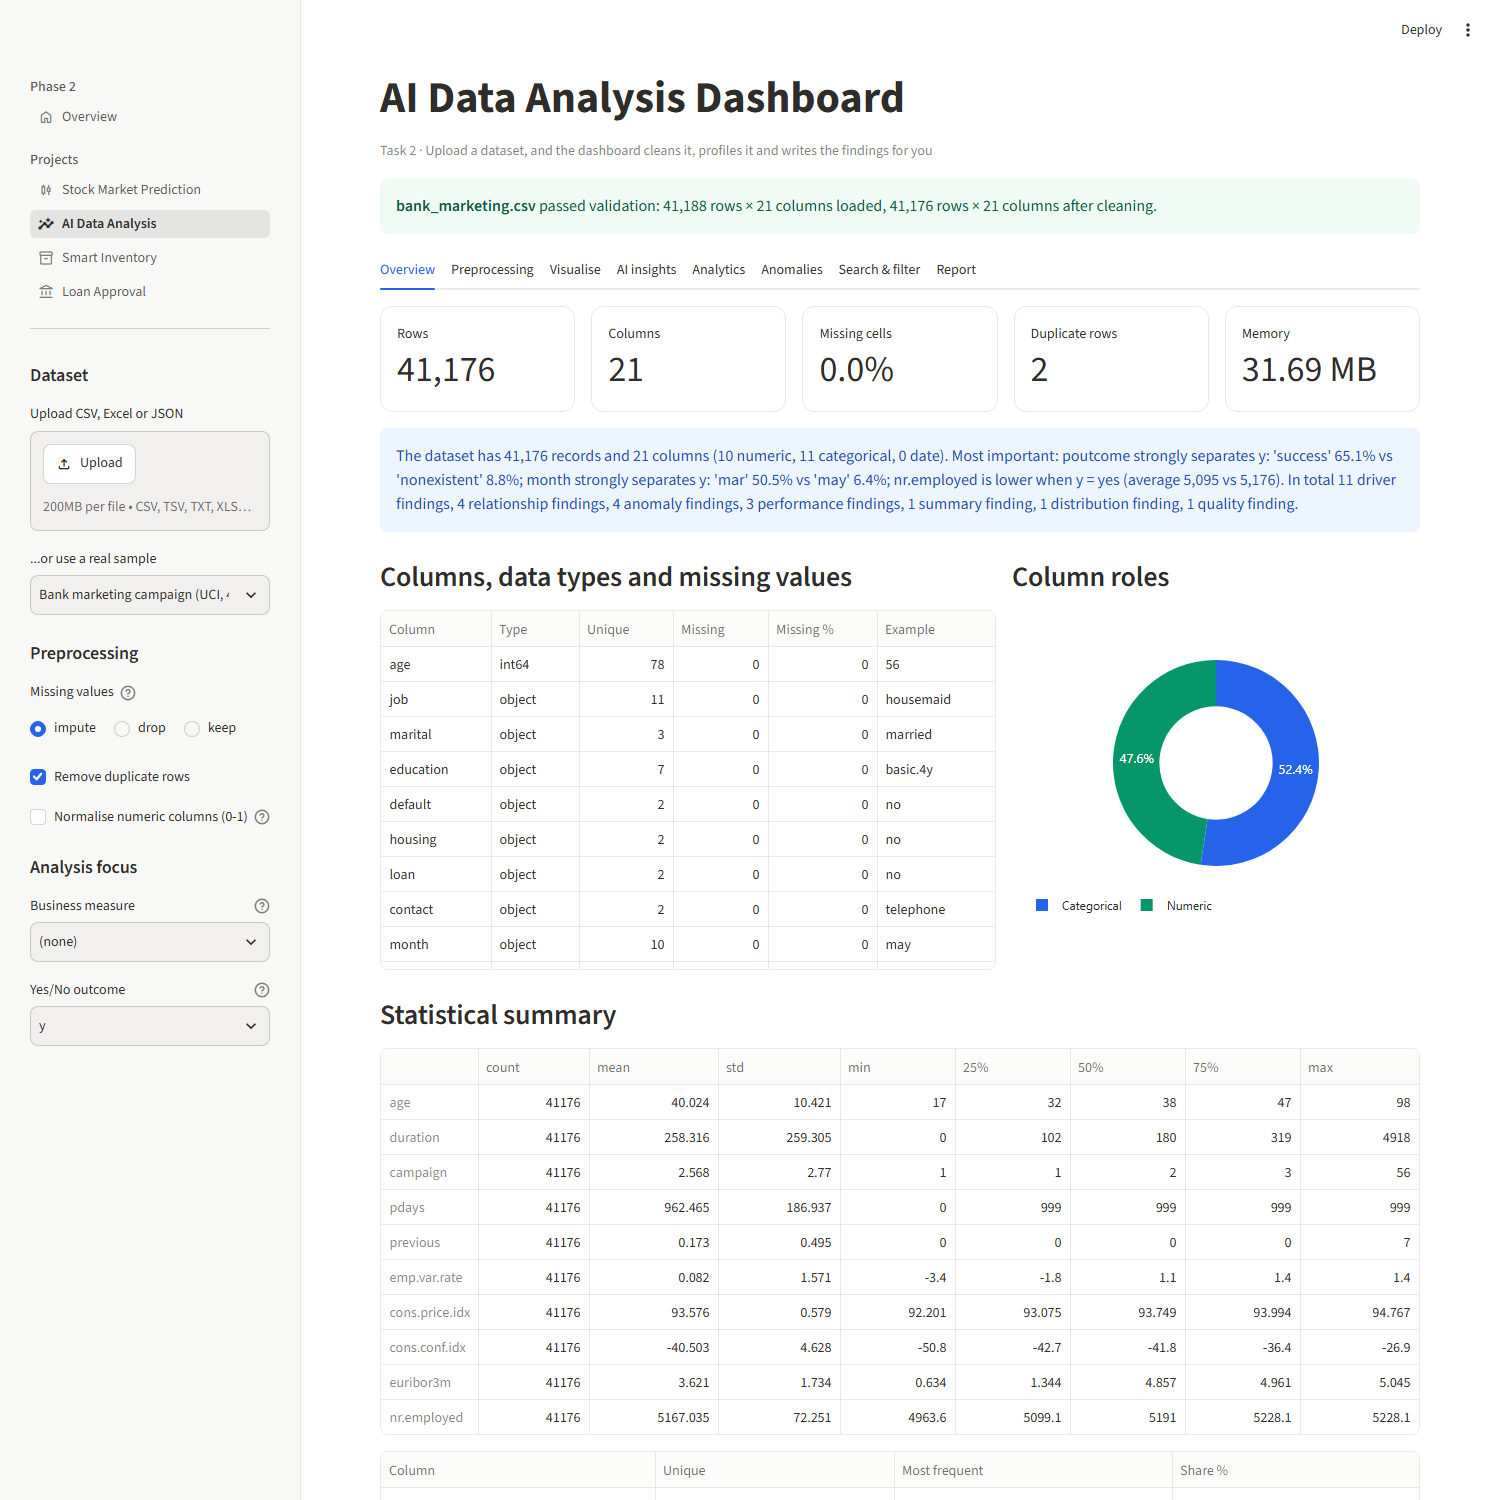 Deploy
Phase 2
Overview
Projects
Stock Market Prediction
AI Data Analysis
Smart Inventory
Loan Approval
Dataset
Upload CSV, Excel or JSON
Upload
200MB per file • CSV, TSV, TXT, XLS...
...or use a real sample
Bank marketing campaign (UCI,
Preprocessing
Missing values
impute drop keep
Remove duplicate rows
Normalise numeric columns (0-1)
Analysis focus
Business measure
(none)
Yes/No outcome
y
AI Data Analysis Dashboard
Task 2 · Upload a dataset, and the dashboard cleans it, profiles it and writes the findings for you
bank_marketing.csv passed validation: 41,188 rows × 21 columns loaded, 41,176 rows × 21 columns after cleaning.
Overview Preprocessing Visualise AI insights Analytics Anomalies Search & filter Report
Rows Columns Missing cells Duplicate rows Memory
41,176 21 0.0% 2 31.69 MB
The dataset has 41,176 records and 21 columns (10 numeric, 11 categorical, 0 date). Most important: poutcome strongly separates y: 'success' 65.1% vs
'nonexistent' 8.8%; month strongly separates y: 'mar' 50.5% vs 'may' 6.4%; nr.employed is lower when y = yes (average 5,095 vs 5,176). In total 11 driver
findings, 4 relationship findings, 4 anomaly findings, 3 performance findings, 1 summary finding, 1 distribution finding, 1 quality finding.
Columns, data types and missing values
Column Type Unique Missing Missing % Example
age int64 78 0 0 56
job object 11 0 0 housemaid
marital object 3 0 0 married
education object 7 0 0 basic.4y
default object 2 0 0 no
housing object 2 0 0 no
loan object 2 0 0 no
contact object 2 0 0 telephone
month object 10 0 0 may
Column roles
47.6% 52.4%
Categorical Numeric
Statistical summary
count mean std min 25% 50% 75% max
age 41176 40.024 10.421 17 32 38 47 98
duration 41176 258.316 259.305 0 102 180 319 4918
campaign 41176 2.568 2.77 1 1 2 3 56
pdays 41176 962.465 186.937 0 999 999 999 999
previous 41176 0.173 0.495 0 0 0 0 7
emp.var.rate 41176 0.082 1.571 -3.4 -1.8 1.1 1.4 1.4
cons.price.idx 41176 93.576 0.579 92.201 93.075 93.749 93.994 94.767
cons.conf.idx 41176 -40.503 4.628 -50.8 -42.7 -41.8 -36.4 -26.9
euribor3m 41176 3.621 1.734 0.634 1.344 4.857 4.961 5.045
nr.employed 41176 5167.035 72.251 4963.6 5099.1 5191 5228.1 5228.1
Column Unique Most frequent Share %